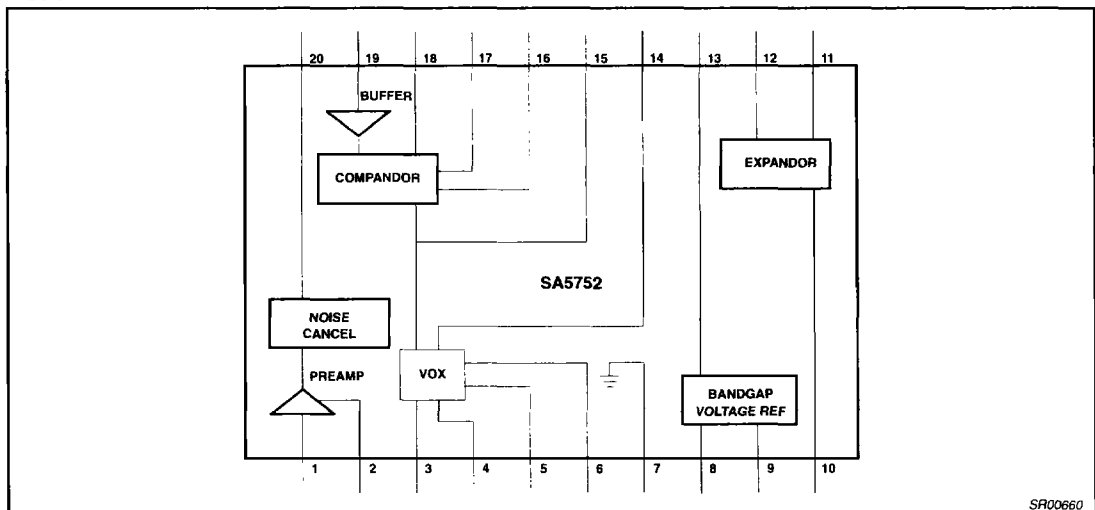 20 19 18 17 16 15 14 13 12 11
BUFFER
COMPANDOR
EXPANDOR
SA5752
NOISE
CANCEL
PREAMP
VOX
BANDGAP
VOLTAGE REF
1 2 3 4 5 6 7 8 9 10
SR00660